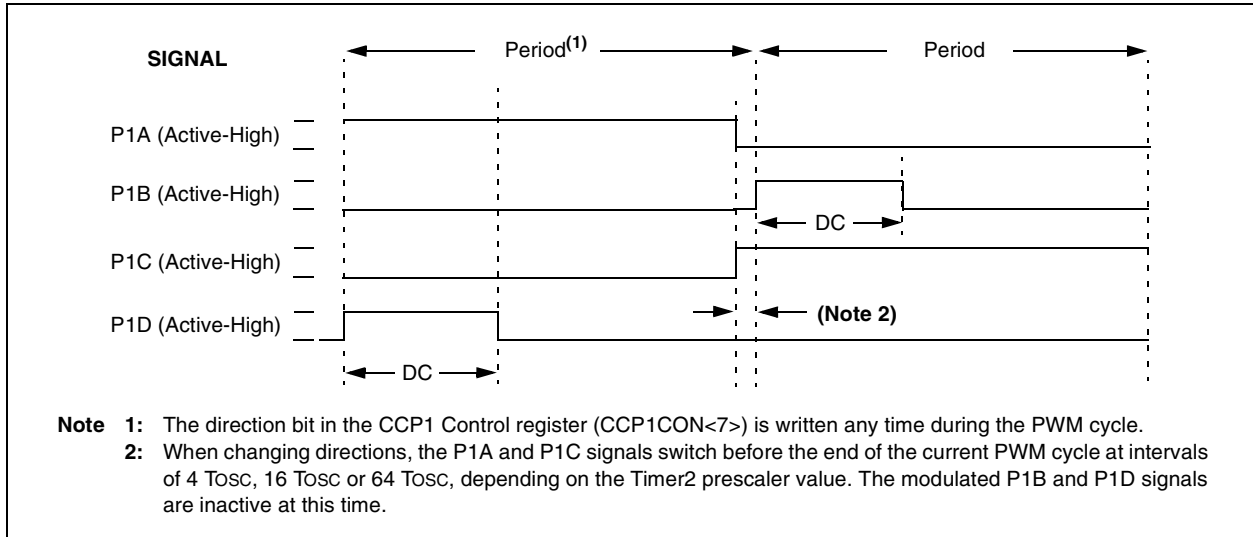 SIGNAL
Period(1)
Period
P1A (Active-High)
P1B (Active-High)
DC
P1C (Active-High)
P1D (Active-High)
(Note 2)
DC
Note 1: The direction bit in the CCP1 Control register (CCP1CON<7>) is written any time during the PWM cycle.
2: When changing directions, the P1A and P1C signals switch before the end of the current PWM cycle at intervals
of 4 TOSC, 16 TOSC or 64 TOSC, depending on the Timer2 prescaler value. The modulated P1B and P1D signals
are inactive at this time.